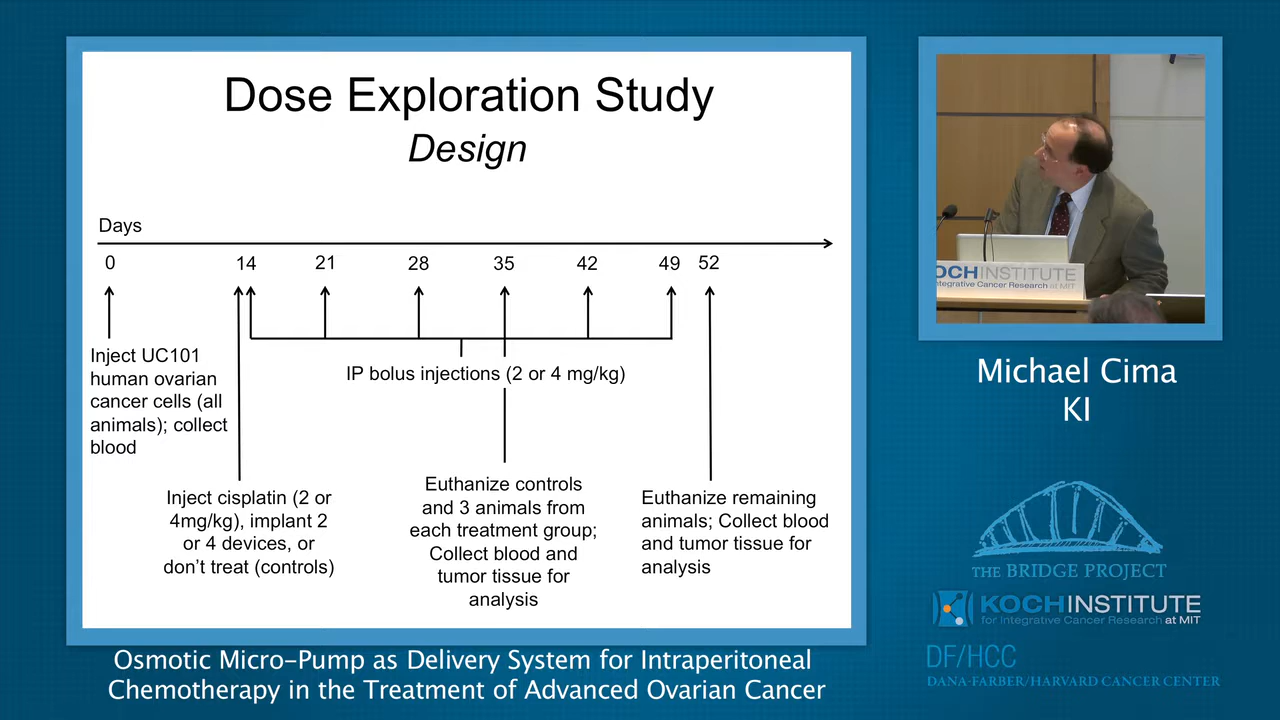 Dose Exploration Study
Design
Days
0
14
21
28
35
42
49
52
Inject UC101
human ovarian
cancer cells (all
animals); collect
blood
IP bolus injections (2 or 4 mg/kg)
Inject cisplatin (2 or
4mg/kg), implant 2
or 4 devices, or
don't treat (controls)
Euthanize controls
and 3 animals from
each treatment group;
Collect blood and
tumor tissue for
analysis
Euthanize remaining
animals; Collect blood
and tumor tissue for
analysis
Osmotic Micro-Pump as Delivery System for Intraperitoneal
Chemotherapy in the Treatment of Advanced Ovarian Cancer
OCHINSTITUTE
ntegrative Cancer Research at MIT
Michael Cima
KI
THE BRIDGE PROJECT
KOCHINSTITUTE
for Integrative Cancer Research at MIT
DF/HCC
DANA-FARBER/HARVARD CANCER CENTER